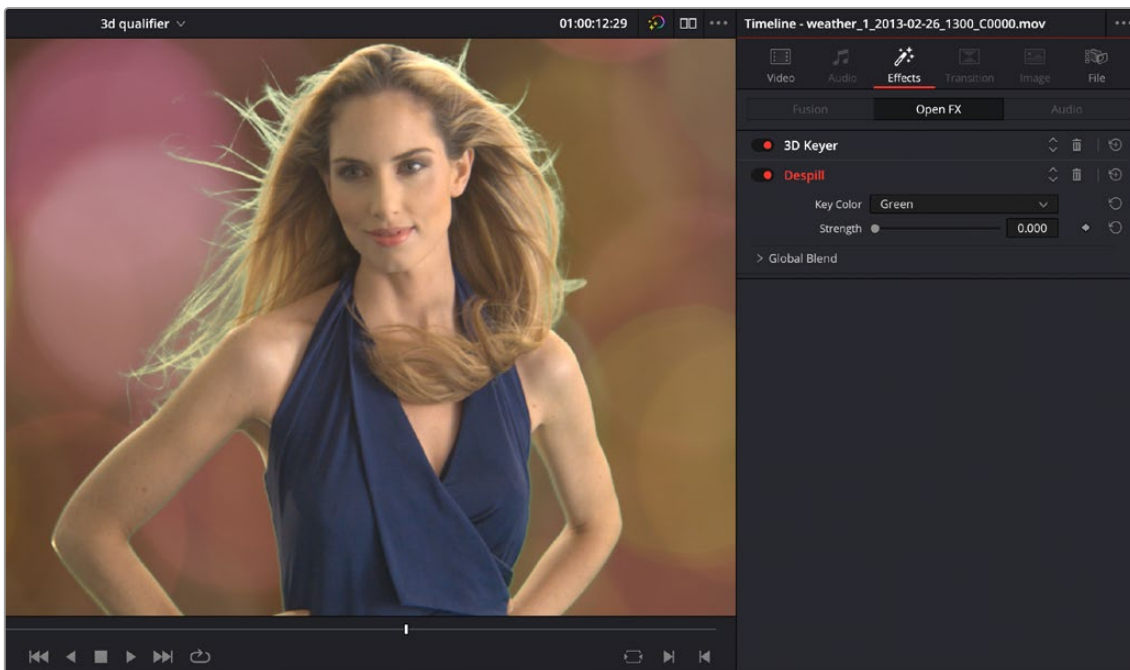 3d qualifier
01:00:12:29
Timeline - weather_1_2013-02-26_1300_C0000.mov
Video
Audio
Effects
Transition
Image
File
Fusion
Open FX
Audio
3D Keyer
Despill
Key Color
Green
Strength
0.000
> Global Blend